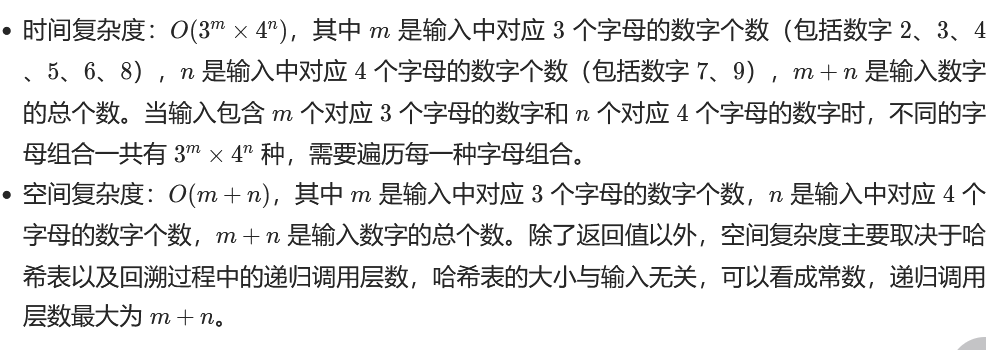 • 时间复杂度：O(3^m × 4^n)，其中 m 是输入中对应 3 个字母的数字个数（包括数字 2、3、4
、5、6、8），n 是输入中对应 4 个字母的数字个数（包括数字 7、9），m + n 是输入数字
的总个数。当输入包含 m 个对应 3 个字母的数字和 n 个对应 4 个字母的数字时，不同的字
母组合一共有 3^m × 4^n 种，需要遍历每一种字母组合。
• 空间复杂度：O(m + n)，其中 m 是输入中对应 3 个字母的数字个数，n 是输入中对应 4 个
字母的数字个数，m + n 是输入数字的总个数。除了返回值以外，空间复杂度主要取决于哈
希表以及回溯过程中的递归调用层数，哈希表的大小与输入无关，可以看成常数，递归调用
层数最大为 m + n。